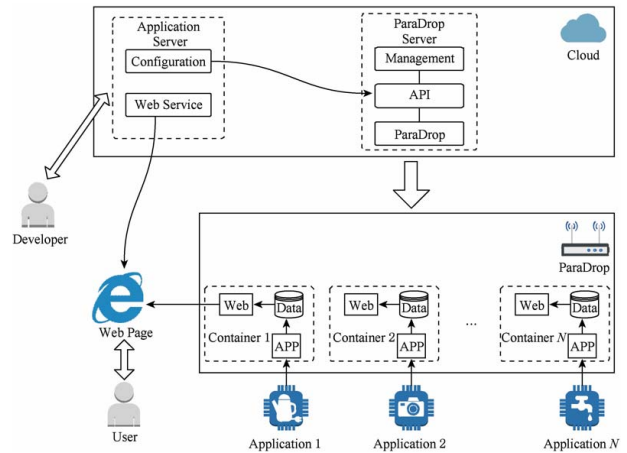 Application
Server
Configuration
Web Service
ParaDrop
Server
Management
API
ParaDrop
Cloud
Developer
ParaDrop
Web Page
User
Web
Data
Container 1
APP
Web
Data
Container 2
APP
...
Web
Data
Container N
APP
Application 1
Application 2
Application N